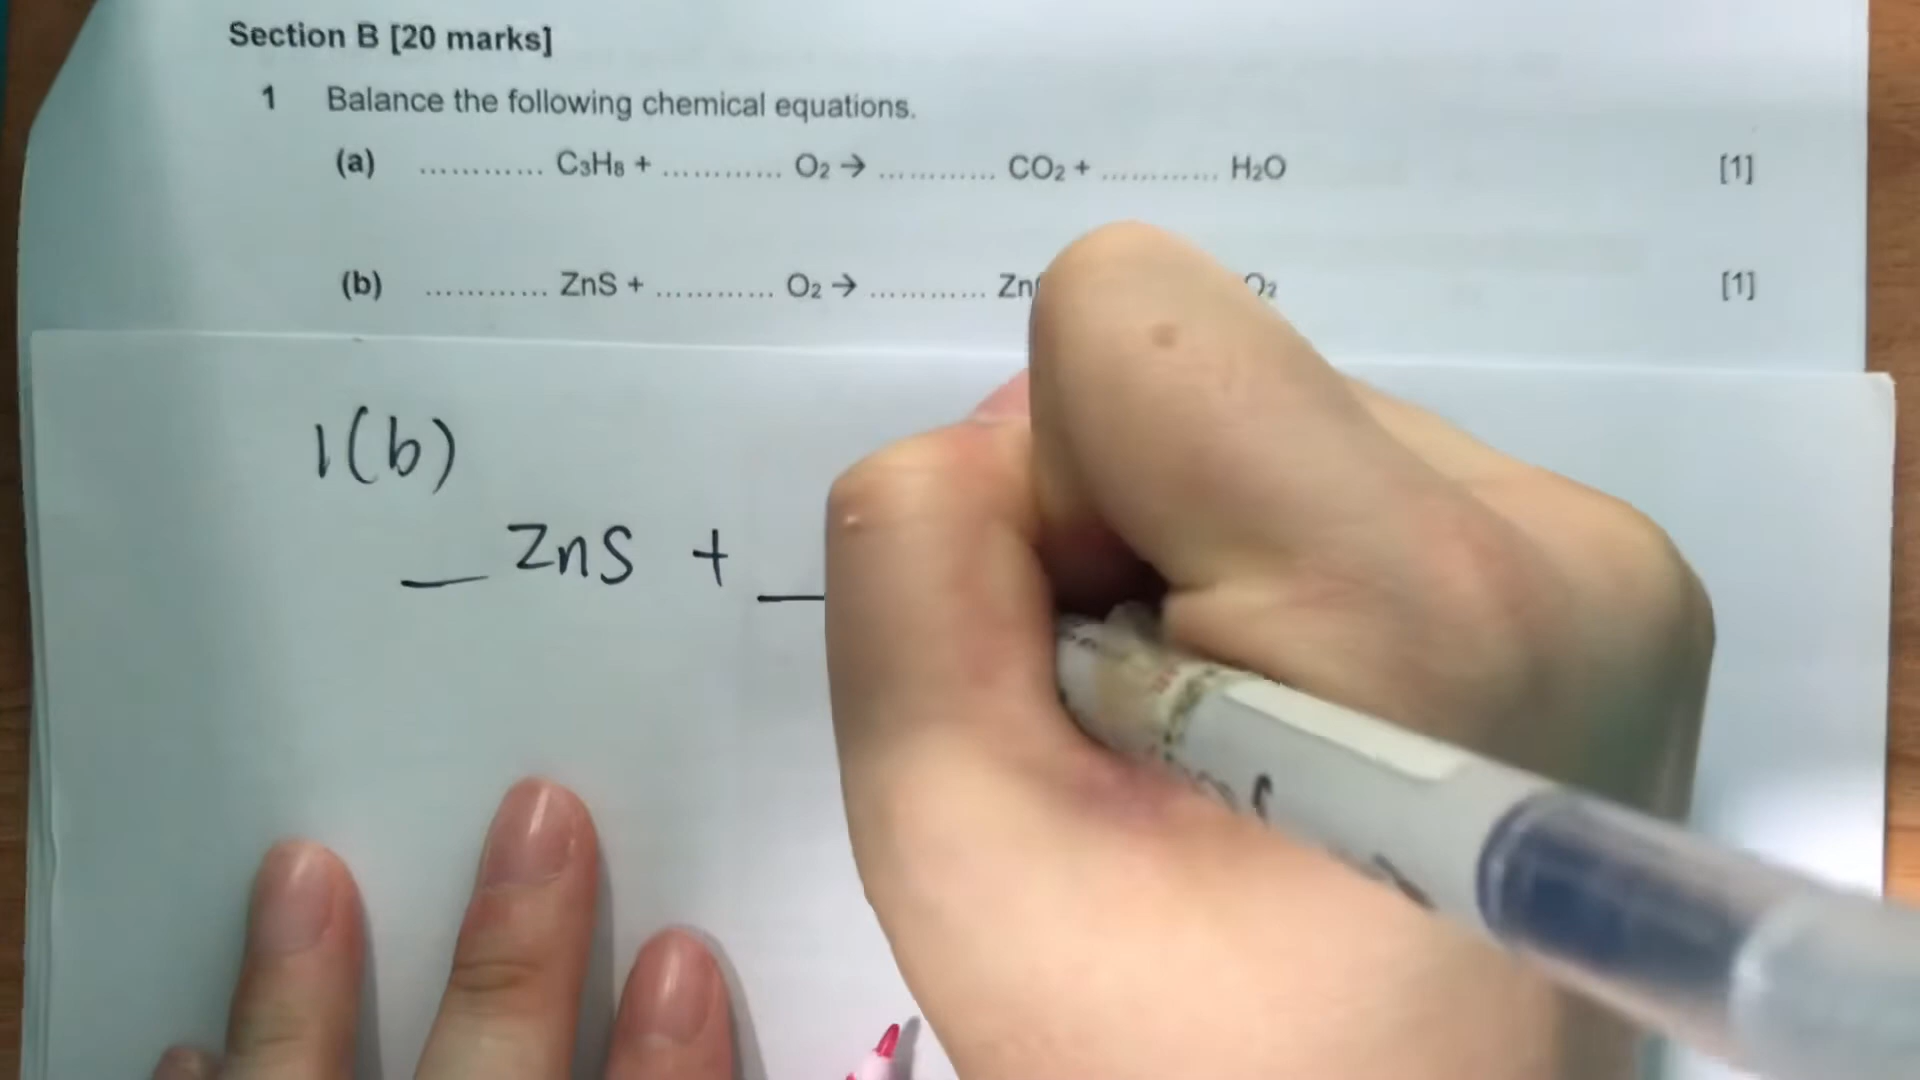 Section B [20 marks]
1 Balance the following chemical equations.
(a) ............ C₃H₈ + ............ O₂ → ............ CO₂ + ............ H₂O [1]
(b) ............ ZnS + ............ O₂ → ............ Zn O₂ [1]
1(b)
_ ZnS + _